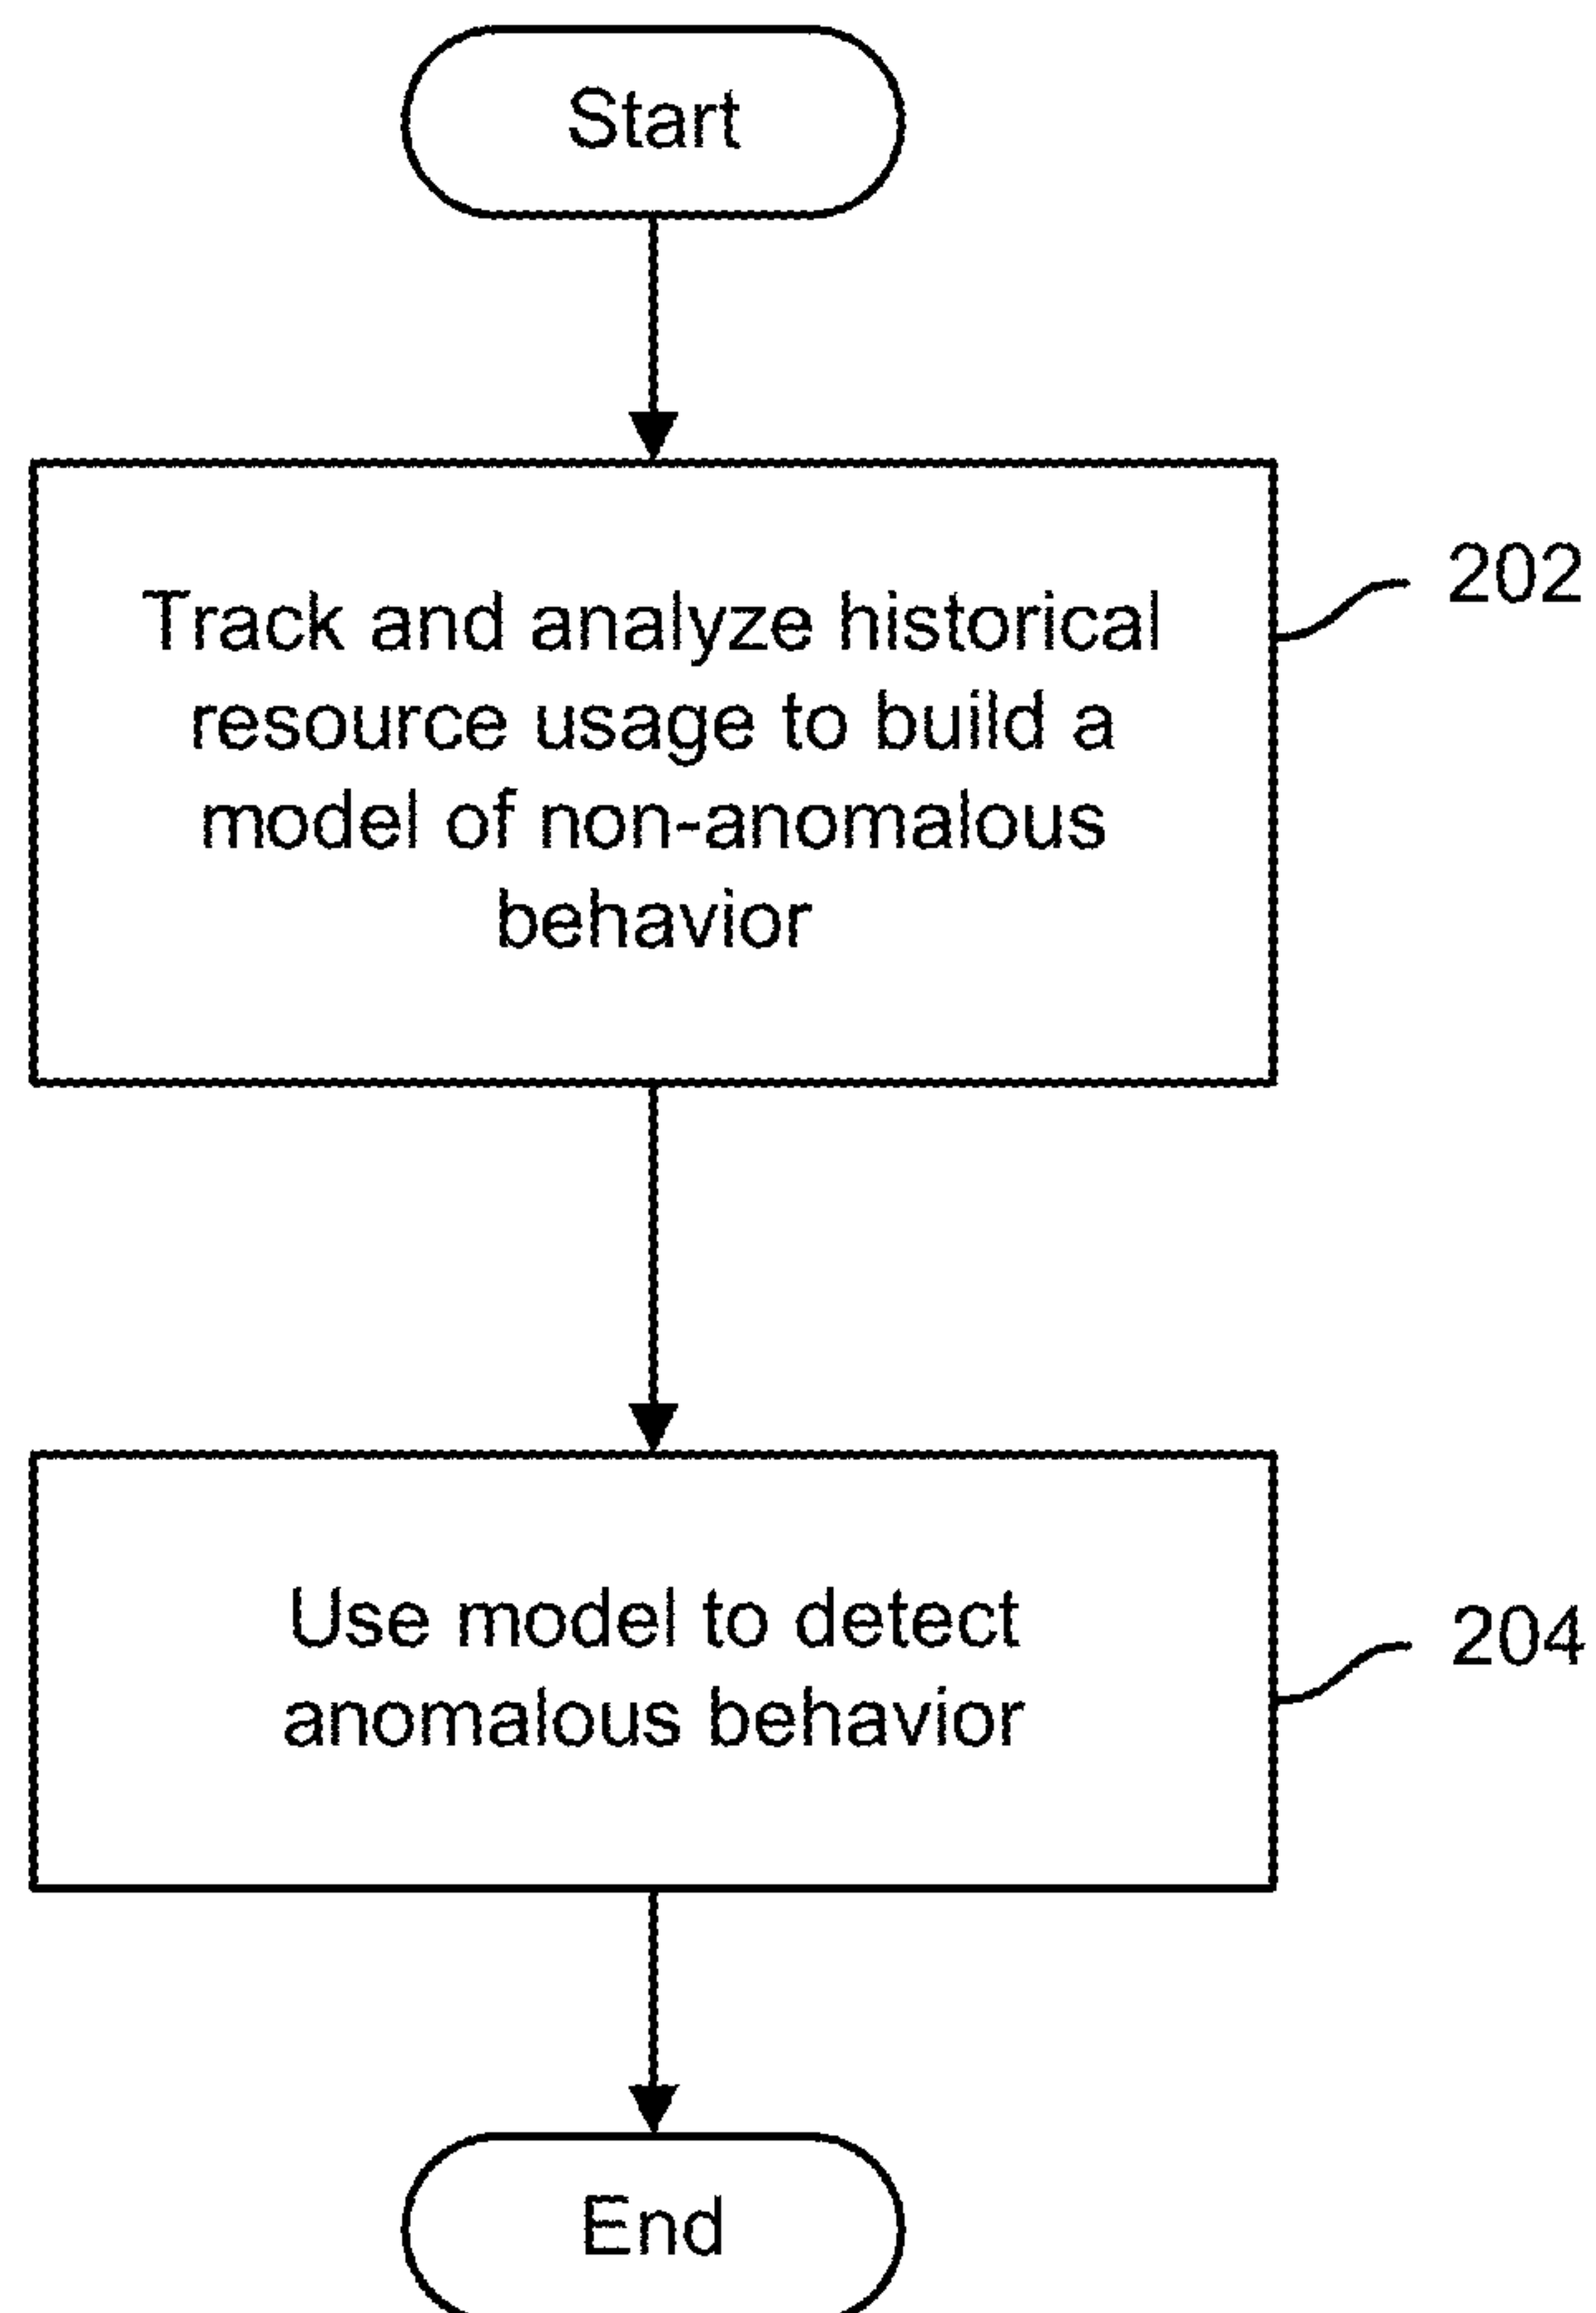 Start
Track and analyze historical
resource usage to build a
model of non-anomalous
behavior
202
Use model to detect
anomalous behavior
204
End